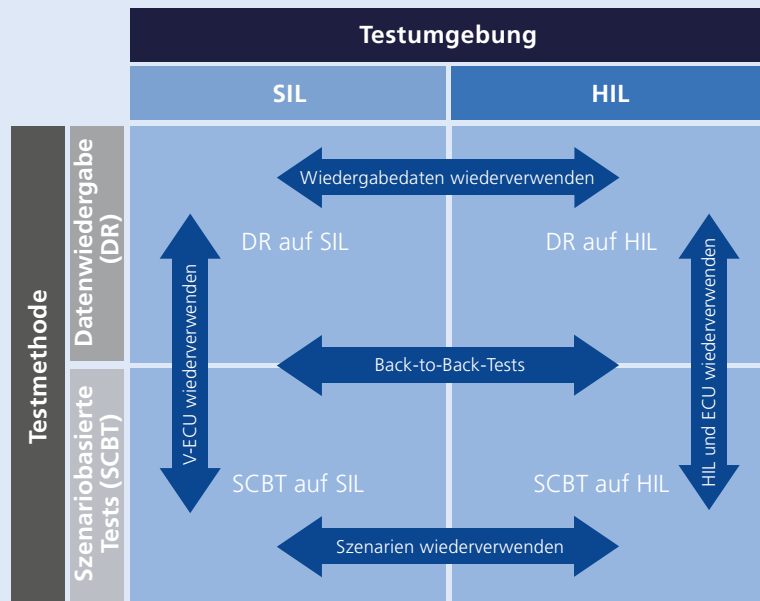 Testumgebung
SIL
HIL
Testmethode
Datenwiedergabe
(DR)
Szenariobasierte
Tests (SCBT)
Wiedergabedaten wiederverwenden
DR auf SIL
DR auf HIL
V-ECU wiederverwenden
HIL und ECU wiederverwenden
Back-to-Back-Tests
SCBT auf SIL
SCBT auf HIL
Szenarien wiederverwenden